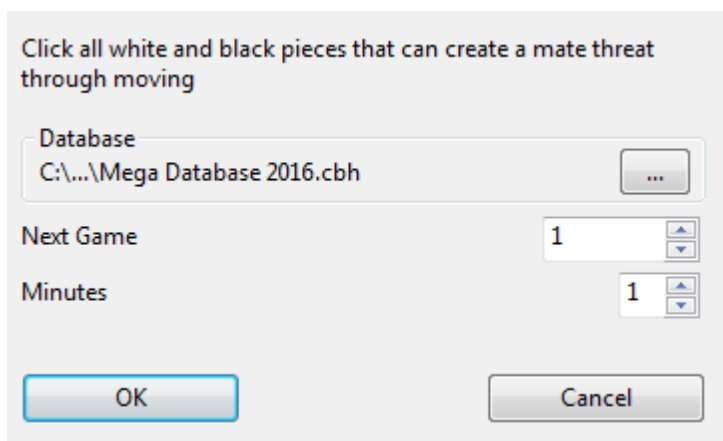 Click all white and black pieces that can create a mate threat
through moving
Database
C:\...\Mega Database 2016.cbh
...
Next Game
1
Minutes
1
OK
Cancel